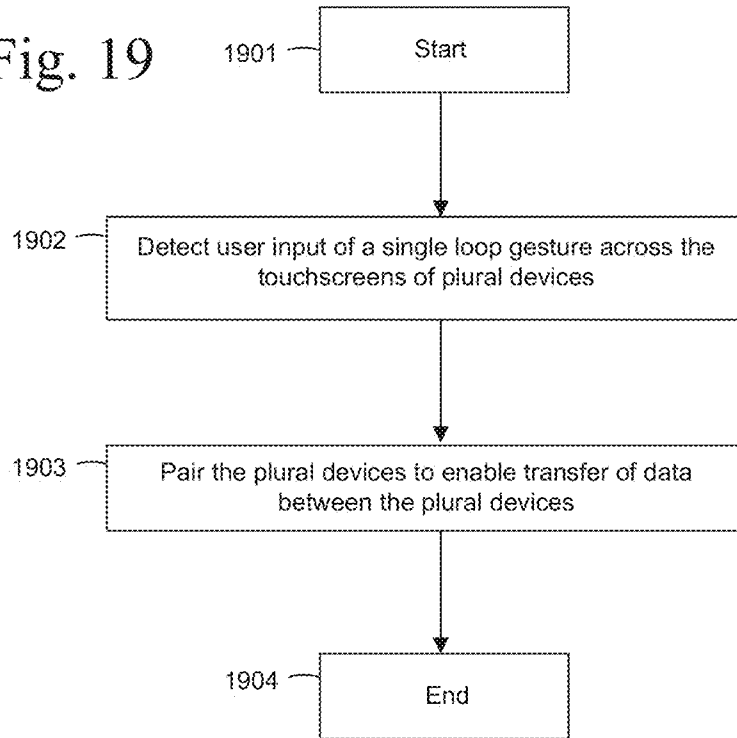 Fig. 19
1901
Start
1902
Detect user input of a single loop gesture across the
touchscreens of plural devices
1903
Pair the plural devices to enable transfer of data
between the plural devices
1904
End